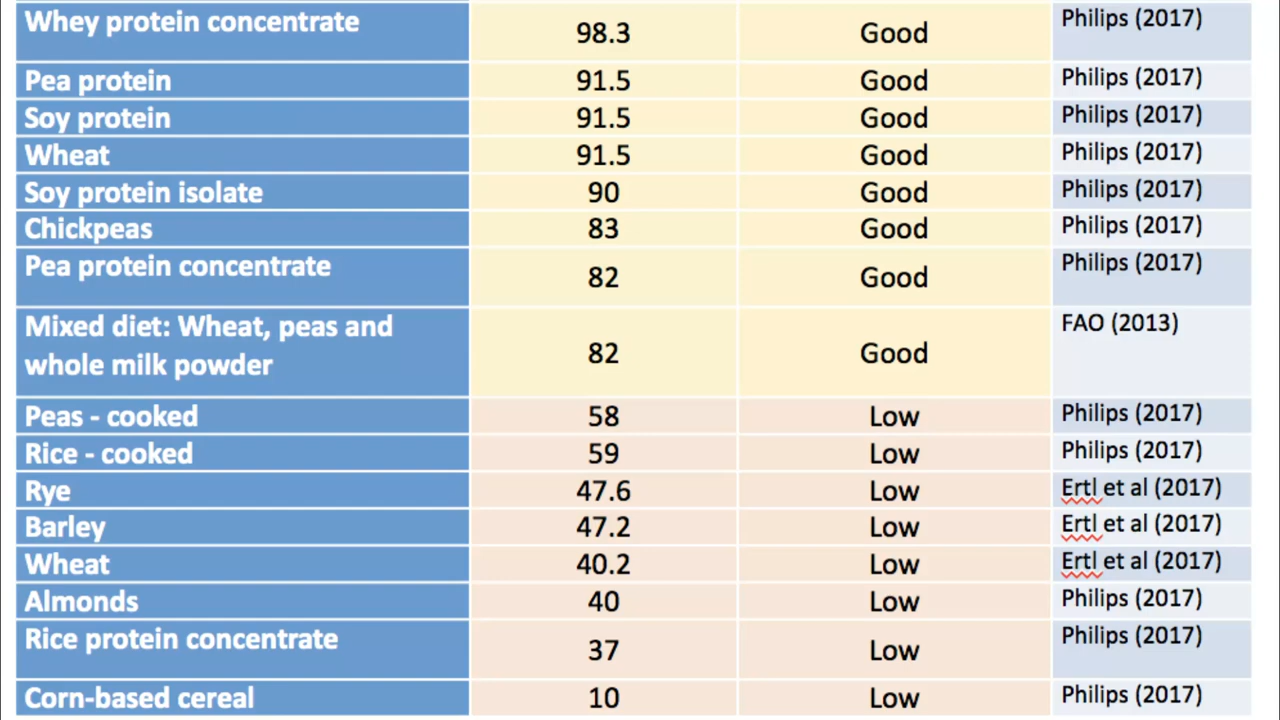 Whey protein concentrate 98.3 Good Philips (2017)
Pea protein 91.5 Good Philips (2017)
Soy protein 91.5 Good Philips (2017)
Wheat 91.5 Good Philips (2017)
Soy protein isolate 90 Good Philips (2017)
Chickpeas 83 Good Philips (2017)
Pea protein concentrate 82 Good Philips (2017)
Mixed diet: Wheat, peas and
whole milk powder 82 Good FAO (2013)
Peas - cooked 58 Low Philips (2017)
Rice - cooked 59 Low Philips (2017)
Rye 47.6 Low Ertl et al (2017)
Barley 47.2 Low Ertl et al (2017)
Wheat 40.2 Low Ertl et al (2017)
Almonds 40 Low Philips (2017)
Rice protein concentrate 37 Low Philips (2017)
Corn-based cereal 10 Low Philips (2017)